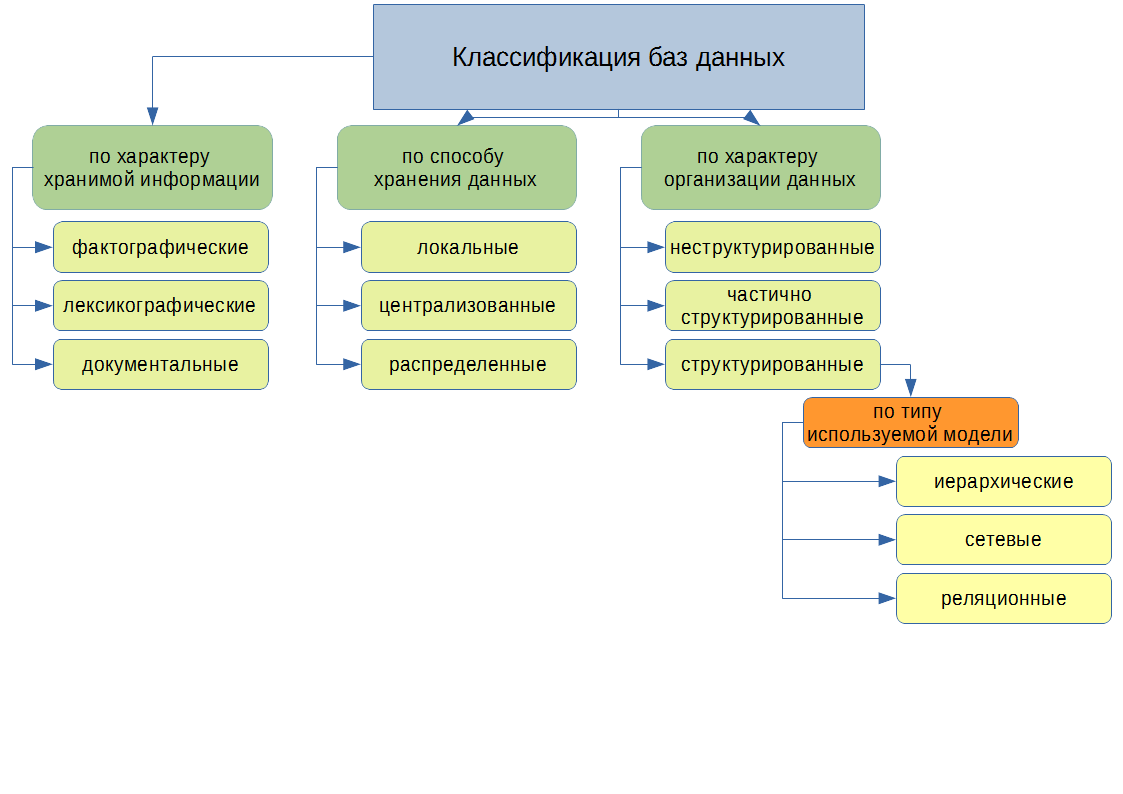 Классификация баз данных
по характеру
хранимой информации
фактографические
лексикографические
документальные
по способу
хранения данных
локальные
централизованные
распределенные
по характеру
организации данных
неструктурированные
частично
структурированные
структурированные
по типу
используемой модели
иерархические
сетевые
реляционные